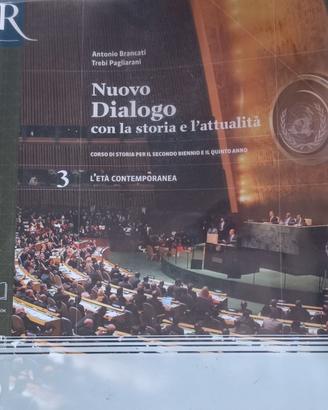 R
Antonio Brancati
Trebi Pagliarani
Nuovo
Dialogo
con la storia e l'attualità
CORSO DI STORIA PER IL SECONDO BIENNIO E IL QUINTO ANNO
3 L'ETÀ CONTEMPORANEA